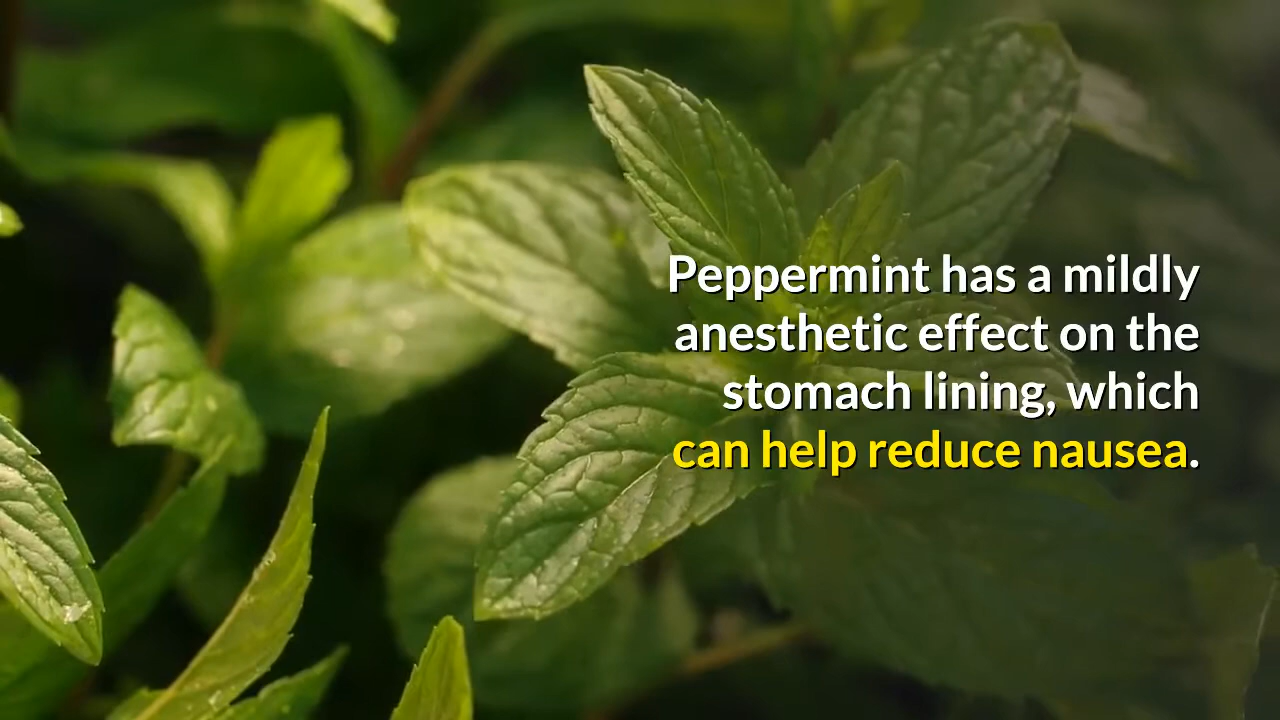 Peppermint has a mildly
anesthetic effect on the
stomach lining, which
can help reduce nausea.